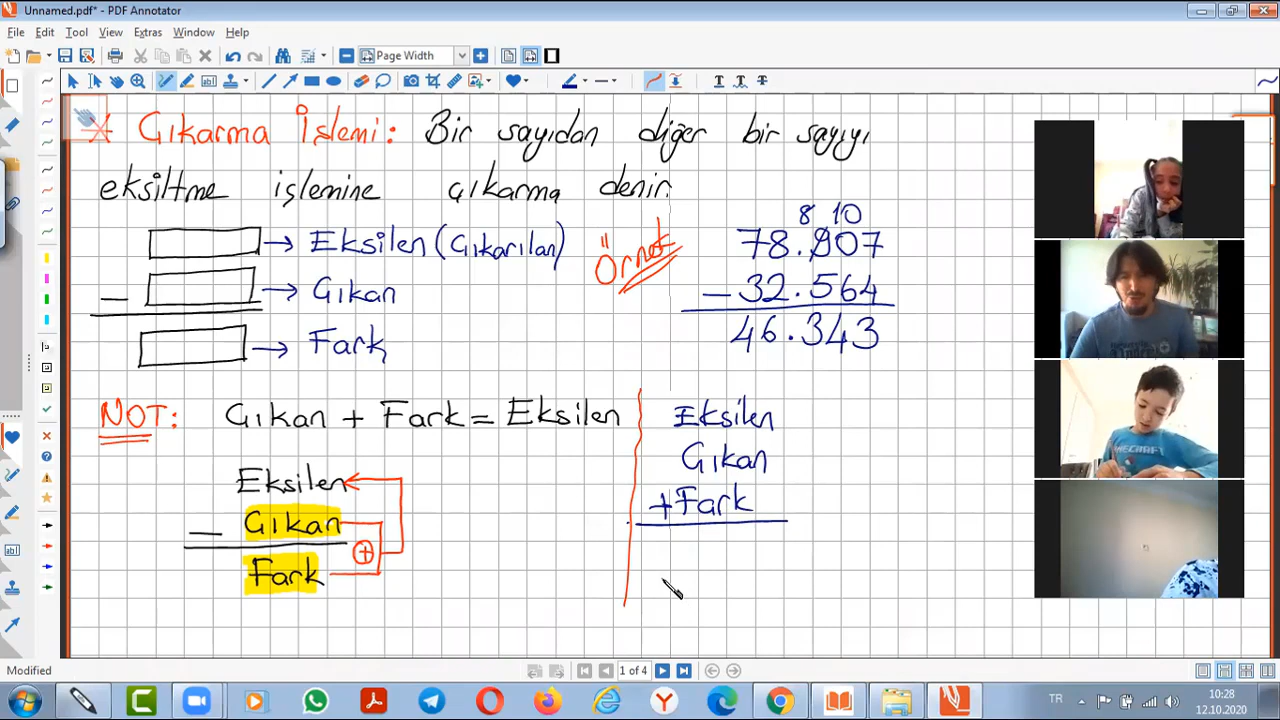 Unnamed.pdf* - PDF Annotator
File Edit Tool View Extras Window Help
Page Width
Çıkarma İşlemi: Bir sayıdan diğer bir sayıyı
eksiltme işlemine çıkarma denir.
→ Eksilen (Çıkarılan)
— → Çıkan
→ Fark
Örnek
8 10
78.907
— 32.564
46.343
NOT: Çıkan + Fark = Eksilen
Eksilen
— Çıkan
+
Fark
Eksilen
Çıkan
+ Fark
MINECRAFT
Modified
1 of 4
TR
10:28
12.10.2020